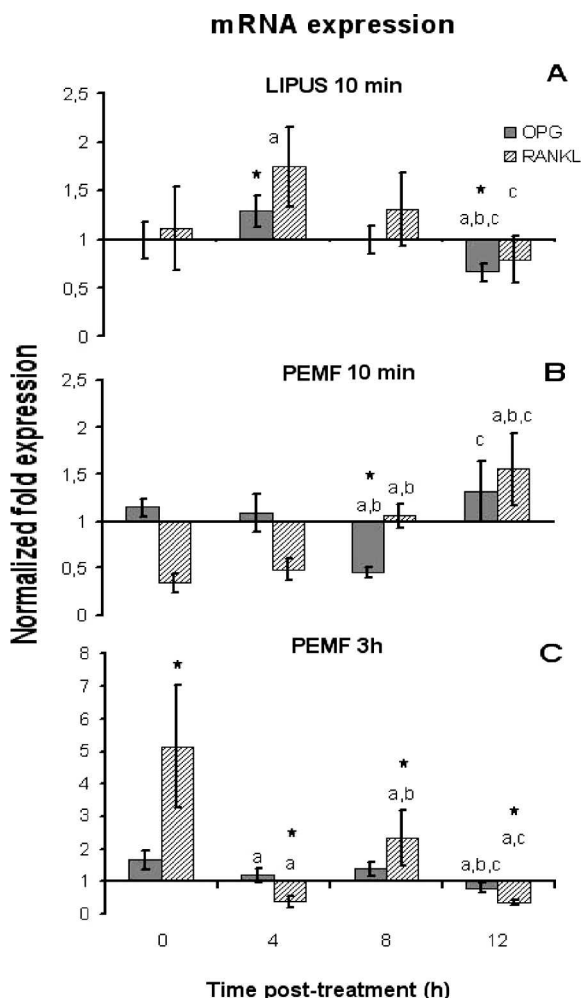 mRNA expression
A
LIPUS 10 min
2,5
OPG
RANKL
2
a
*
*
c
1,5
a,b,c
1
0,5
0
B
PEMF 10 min
2,5
a,b,c
2
c
*
a,b
1,5
a,b
1
0,5
0
Normalized fold expression
PEMF 3h
C
8
*
7
6
5
*
4
*
a,b
3
*
a,c
2
a
a
a,b,c
1
0
0
4
8
12
Time post-treatment (h)